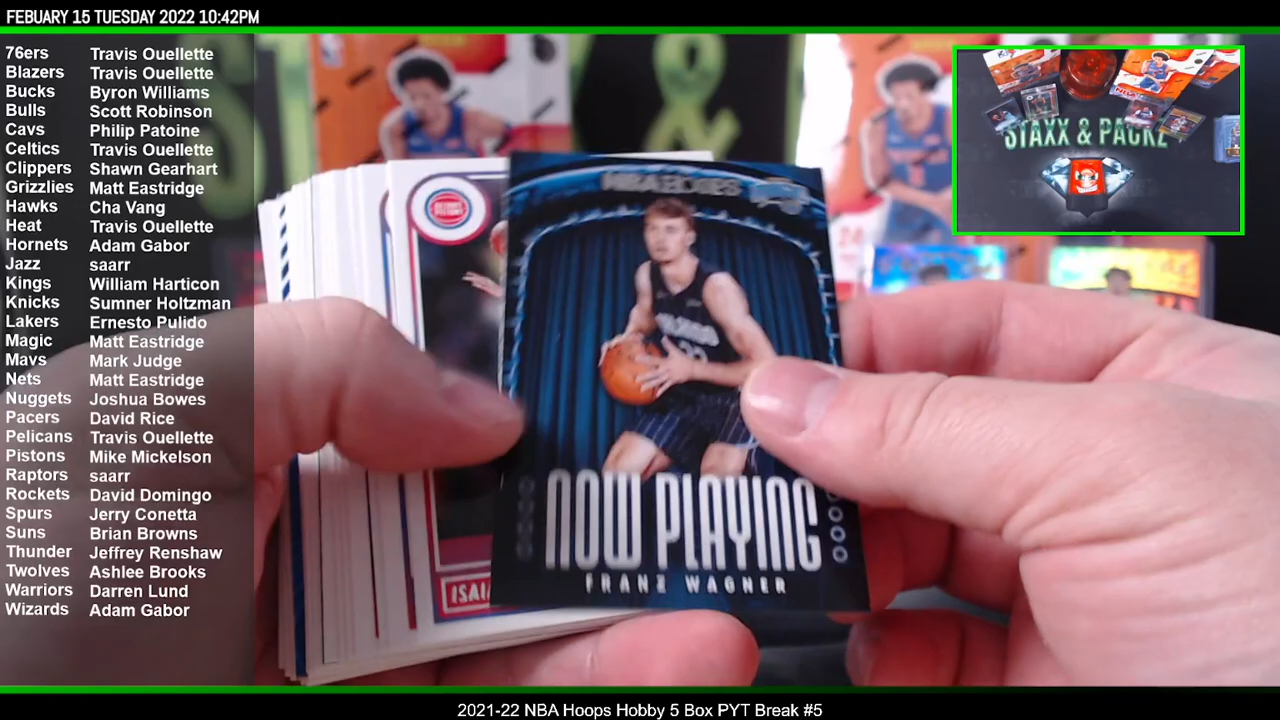 FEBUARY 15 TUESDAY 2022 10:42PM
76ers Travis Ouellette
Blazers Travis Ouellette
Bucks Byron Williams
Bulls Scott Robinson
Cavs Philip Patoine
Celtics Travis Ouellette
Clippers Shawn Gearhart
Grizzlies Matt Eastridge
Hawks Cha Vang
Heat Travis Ouellette
Hornets Adam Gabor
Jazz saarr
Kings William Harticon
Knicks Sumner Holtzman
Lakers Ernesto Pulido
Magic Matt Eastridge
Mavs Mark Judge
Nets Matt Eastridge
Nuggets Joshua Bowes
Pacers David Rice
Pelicans Travis Ouellette
Pistons Mike Mickelson
Raptors saarr
Rockets David Domingo
Spurs Jerry Conetta
Suns Brian Browns
Thunder Jeffrey Renshaw
Twolves Ashlee Brooks
Warriors Darren Lund
Wizards Adam Gabor
STAXX & PACKZ
NBA HOOPS
NOW PLAYING
FRANZ WAGNER
ISAI
2021-22 NBA Hoops Hobby 5 Box PYT Break #5